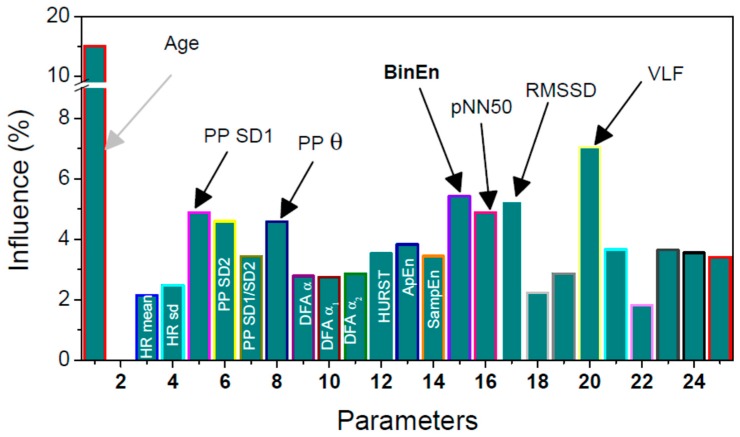 20
10
8
6
4
2
0
Influence (%)
Age
PP SD1
PP θ
BinEn
pNN50
RMSSD
VLF
HR mean
HR sd
PP SD2
PP SD1/SD2
DFA α
DFA α₁
DFA α₂
HURST
ApEn
SampEn
2 4 6 8 10 12 14 16 18 20 22 24
Parameters